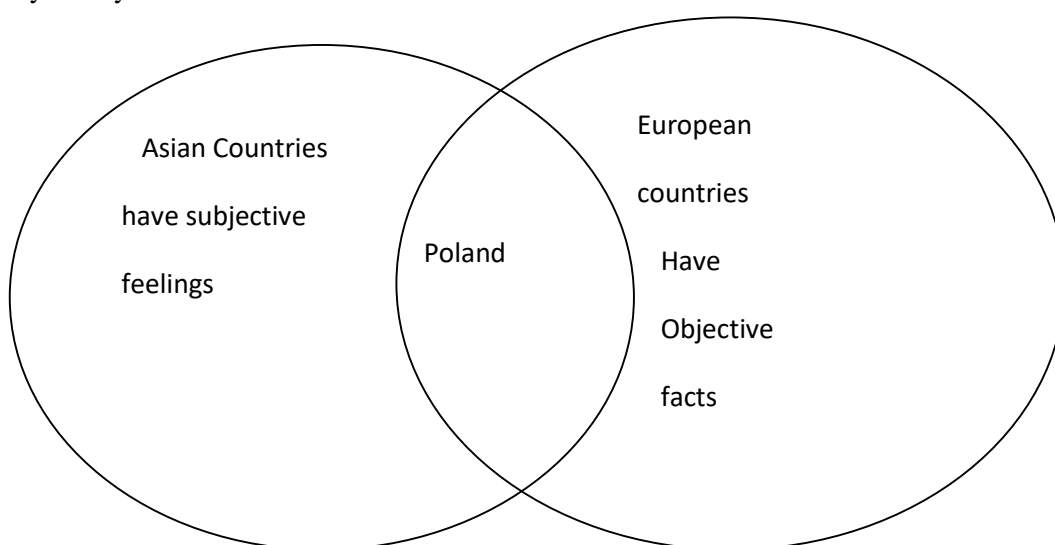 Asian Countries
have subjective
feelings
Poland
European
countries
Have
Objective
facts